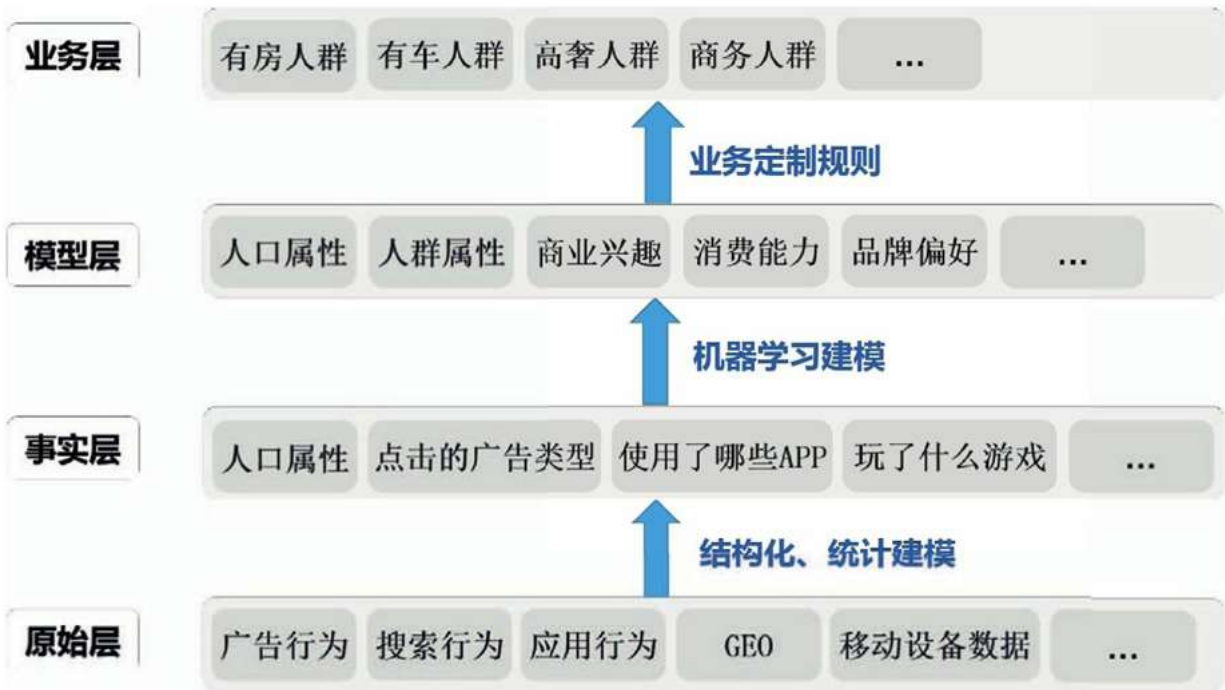 业务层 有房人群 有车人群 高奢人群 商务人群 ...
业务定制规则
模型层 人口属性 人群属性 商业兴趣 消费能力 品牌偏好 ...
机器学习建模
事实层 人口属性 点击的广告类型 使用了哪些APP 玩了什么游戏 ...
结构化、统计建模
原始层 广告行为 搜索行为 应用行为 GEO 移动设备数据 ...